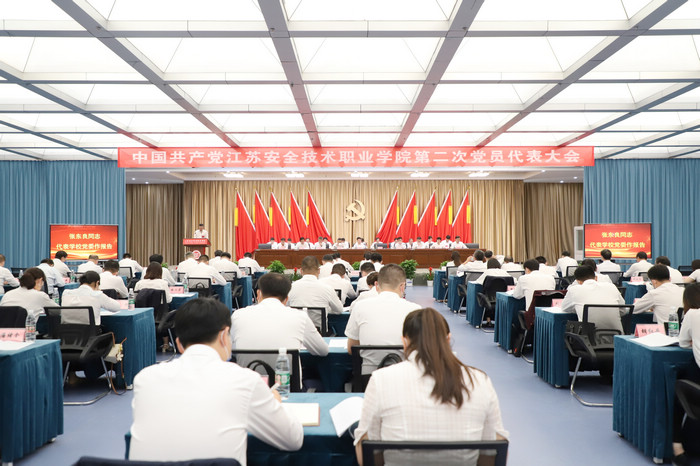 中国共产党江苏安全技术职业学院第二次党员代表大会
张东良同志
代表学校党委作报告
张东良同志
代表学校党委作报告